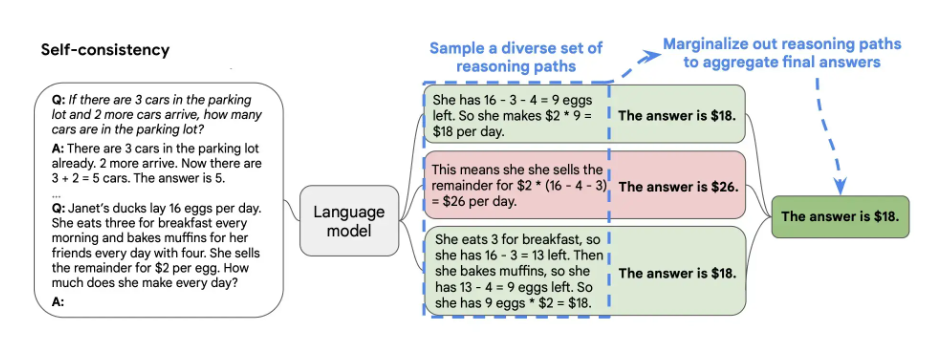 Self-consistency
Q: If there are 3 cars in the parking
lot and 2 more cars arrive, how many
cars are in the parking lot?
A: There are 3 cars in the parking lot
already. 2 more arrive. Now there are
3 + 2 = 5 cars. The answer is 5.
...
Q: Janet's ducks lay 16 eggs per day.
She eats three for breakfast every
morning and bakes muffins for her
friends every day with four. She sells
the remainder for $2 per egg. How
much does she make every day?
A:
Language
model
Sample a diverse set of
reasoning paths
She has 16 - 3 - 4 = 9 eggs
left. So she makes $2 * 9 =
$18 per day.
The answer is $18.
This means she she sells the
remainder for $2 * (16 - 4 - 3)
= $26 per day.
The answer is $26.
She eats 3 for breakfast, so
she has 16 - 3 = 13 left. Then
she bakes muffins, so she
has 13 - 4 = 9 eggs left. So
she has 9 eggs * $2 = $18.
The answer is $18.
Marginalize out reasoning paths
to aggregate final answers
The answer is $18.